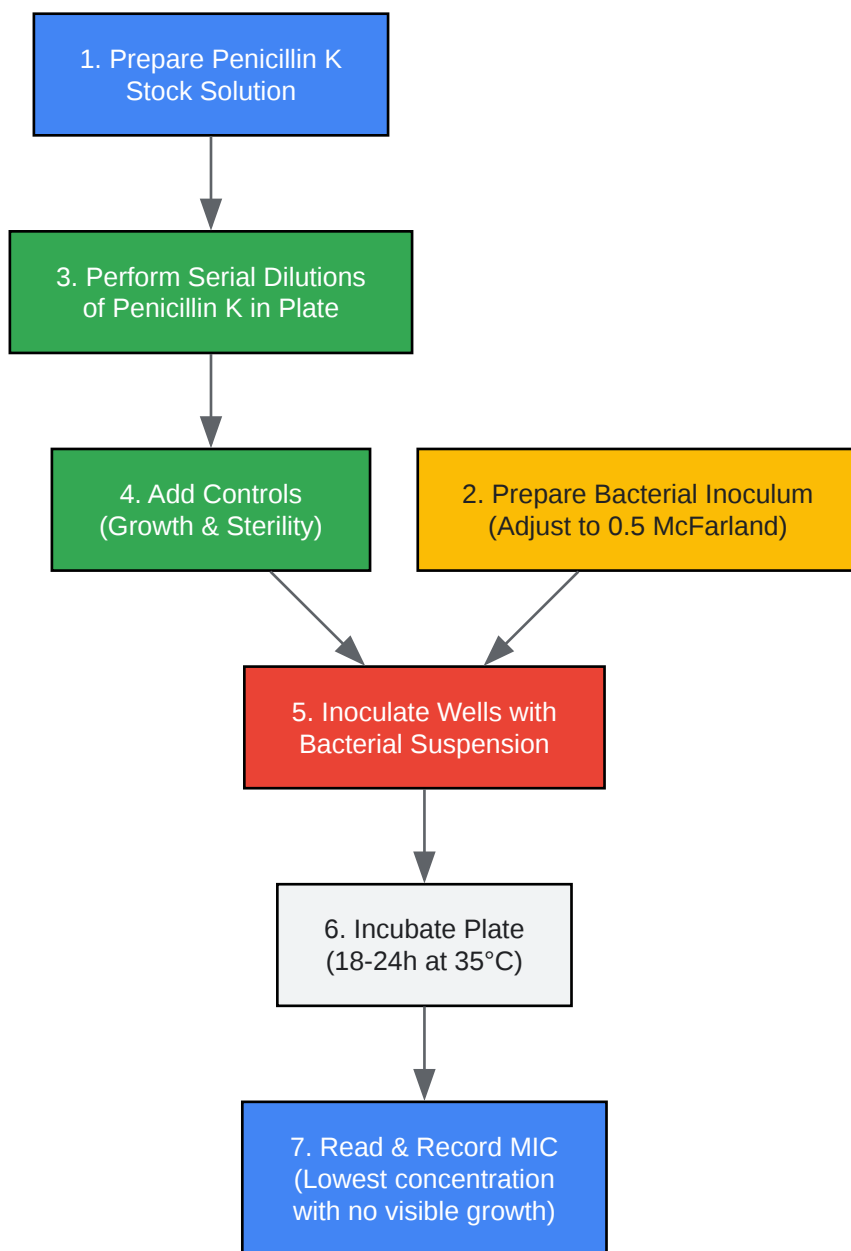 1. Prepare Penicillin K
Stock Solution
3. Perform Serial Dilutions
of Penicillin K in Plate
4. Add Controls
(Growth & Sterility)
2. Prepare Bacterial Inoculum
(Adjust to 0.5 McFarland)
5. Inoculate Wells with
Bacterial Suspension
6. Incubate Plate
(18-24h at 35°C)
7. Read & Record MIC
(Lowest concentration
with no visible growth)